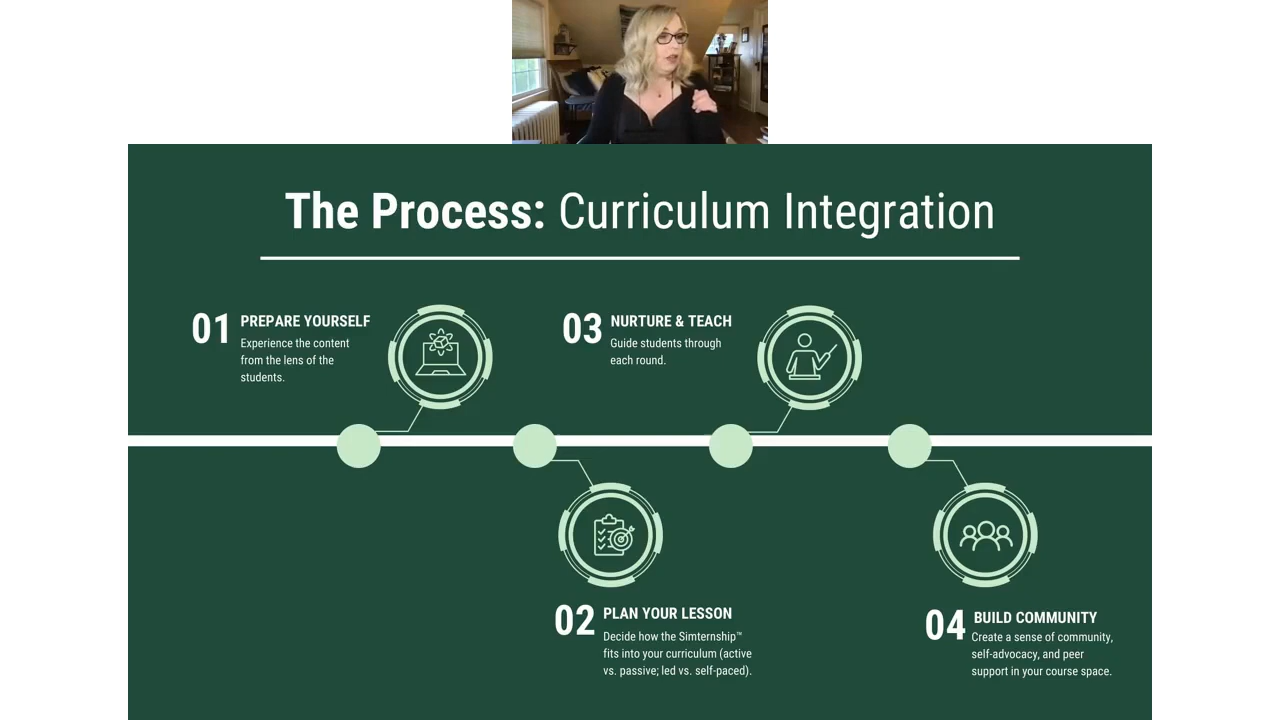 The Process: Curriculum Integration
01 PREPARE YOURSELF
Experience the content
from the lens of the
students.
03 NURTURE & TEACH
Guide students through
each round.
02 PLAN YOUR LESSON
Decide how the Simternship™
fits into your curriculum (active
vs. passive; led vs. self-paced).
04 BUILD COMMUNITY
Create a sense of community,
self-advocacy, and peer
support in your course space.